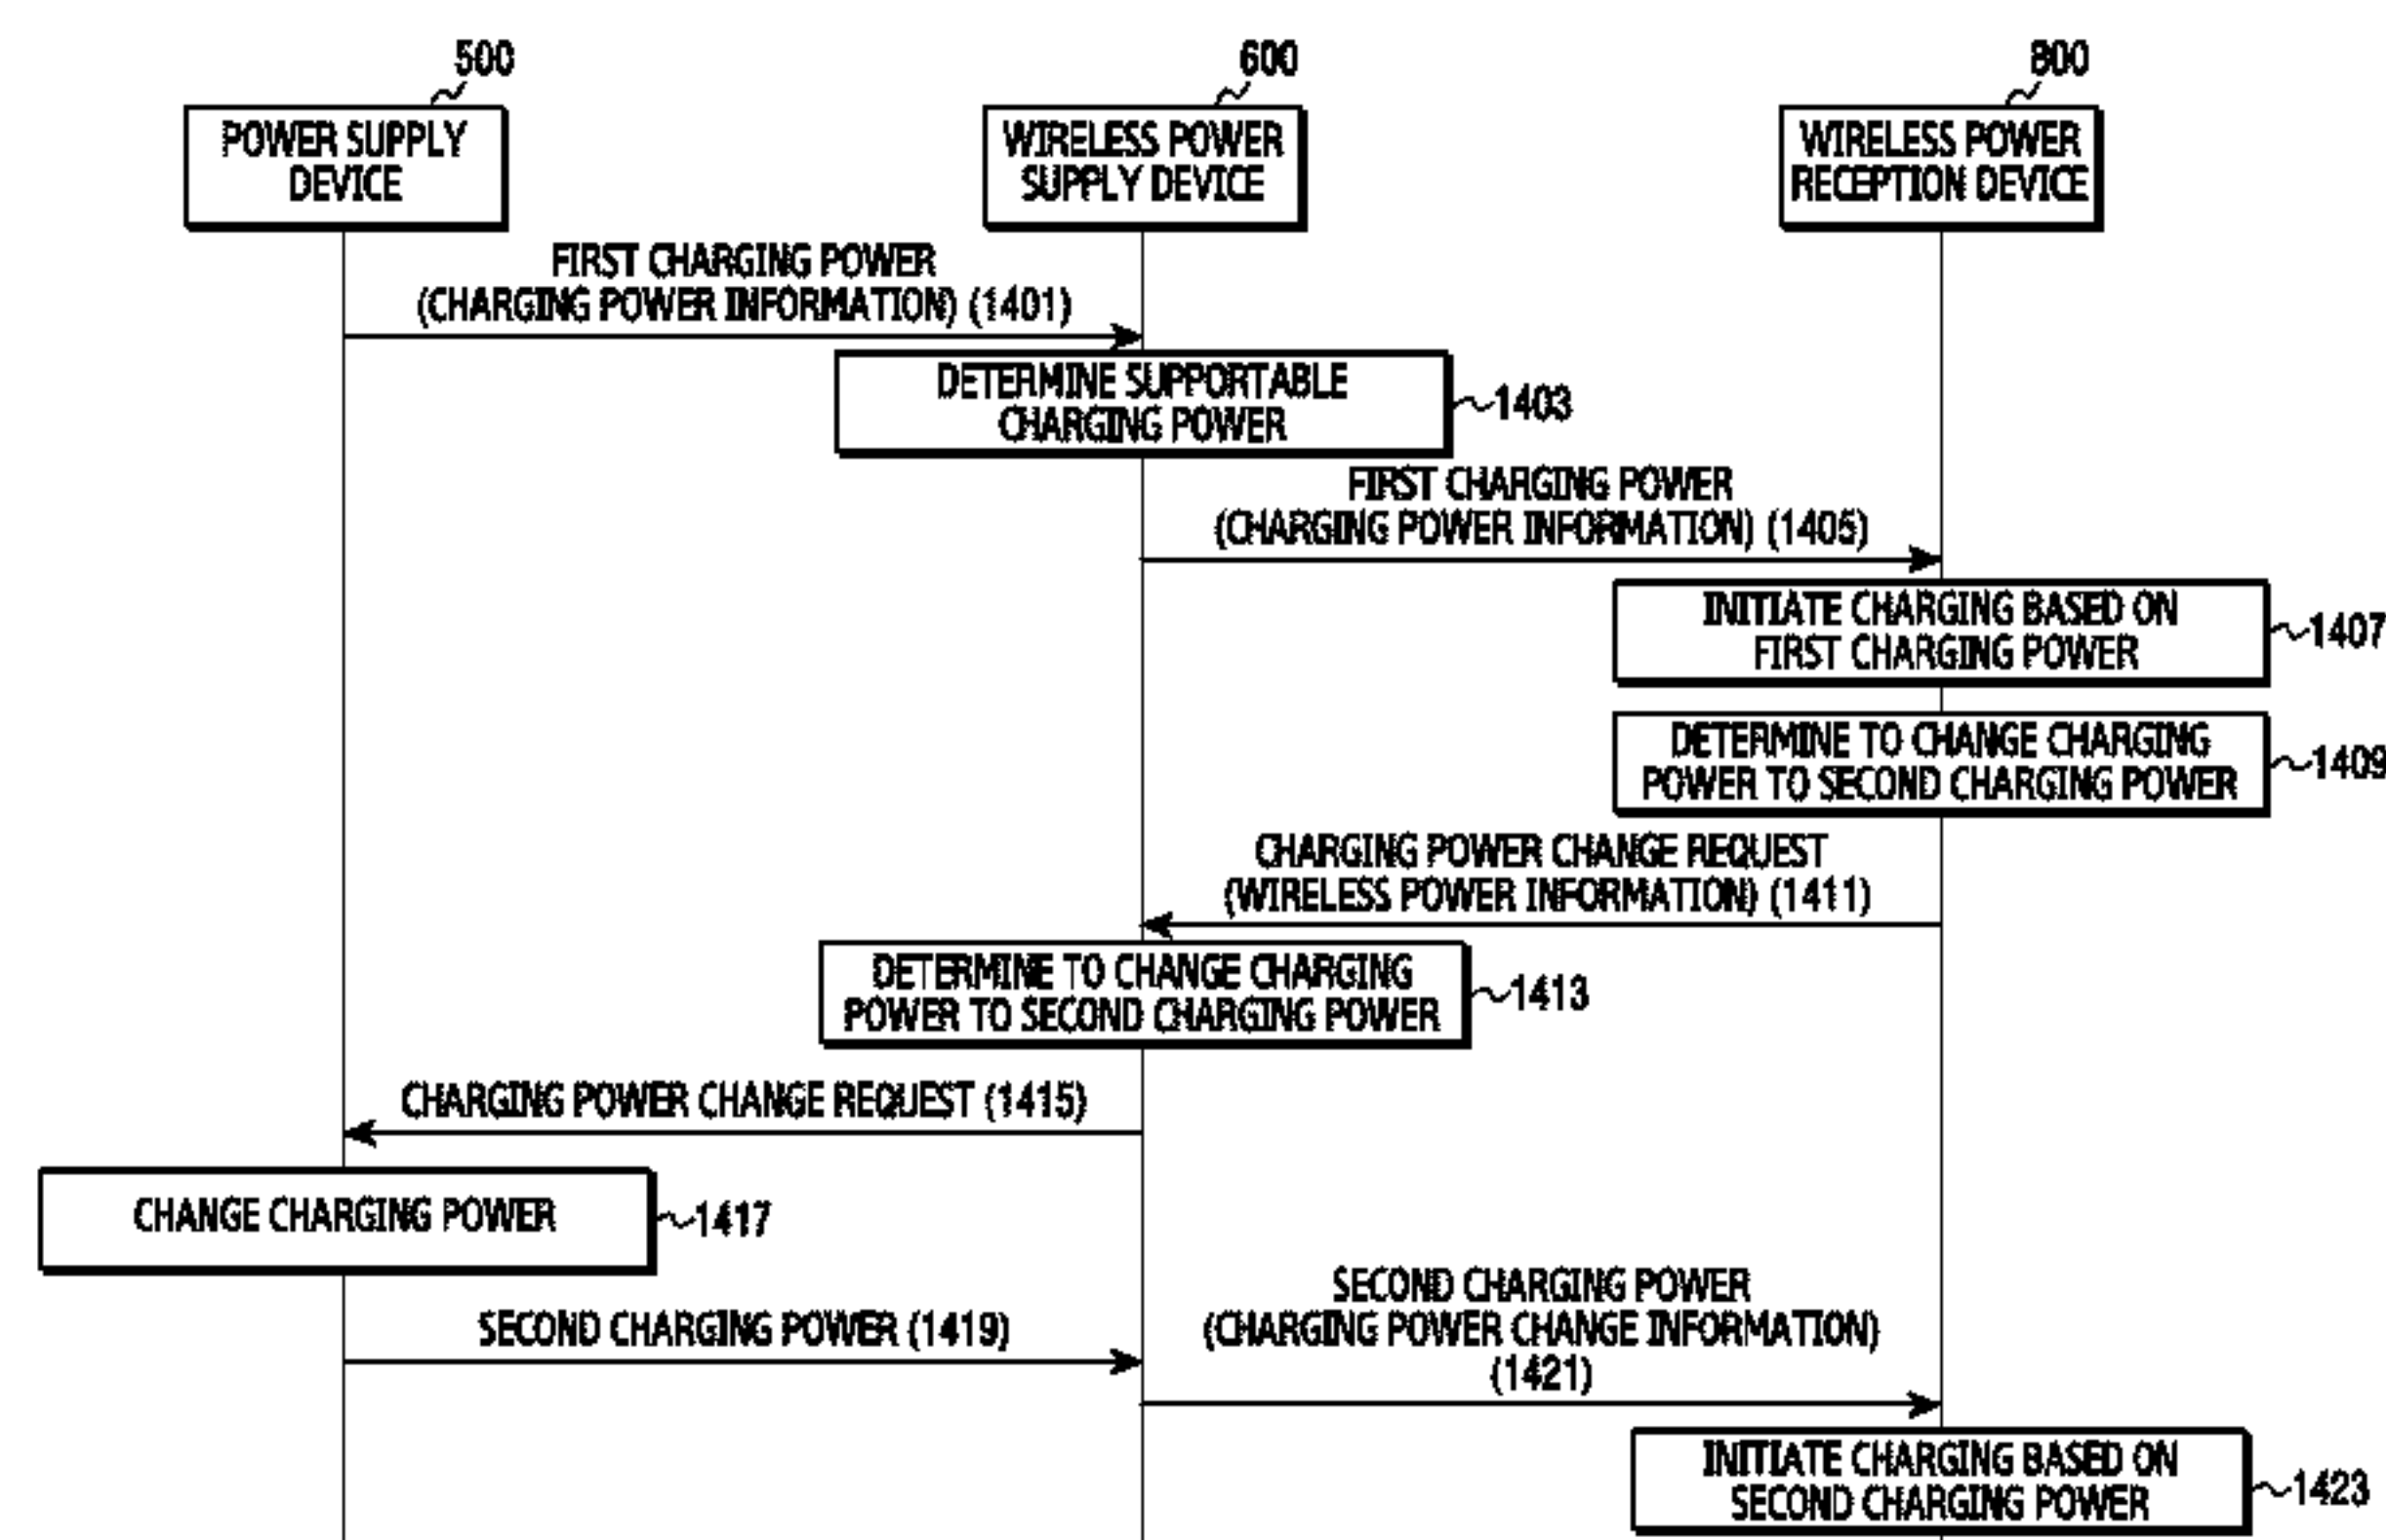 500
600
800
POWER SUPPLY
DEVICE
WIRELESS POWER
SUPPLY DEVICE
WIRELESS POWER
RECEPTION DEVICE
FIRST CHARGING POWER
(CHARGING POWER INFORMATION) (1401)
DETERMINE SUPPORTABLE
CHARGING POWER
1403
FIRST CHARGING POWER
(CHARGING POWER INFORMATION) (1405)
INITIATE CHARGING BASED ON
FIRST CHARGING POWER
1407
DETERMINE TO CHANGE CHARGING
POWER TO SECOND CHARGING POWER
1409
CHARGING POWER CHANGE REQUEST
(WIRELESS POWER INFORMATION) (1411)
DETERMINE TO CHANGE CHARGING
POWER TO SECOND CHARGING POWER
1413
CHARGING POWER CHANGE REQUEST (1415)
CHANGE CHARGING POWER
1417
SECOND CHARGING POWER (1419)
SECOND CHARGING POWER
(CHARGING POWER CHANGE INFORMATION)
(1421)
INITIATE CHARGING BASED ON
SECOND CHARGING POWER
1423